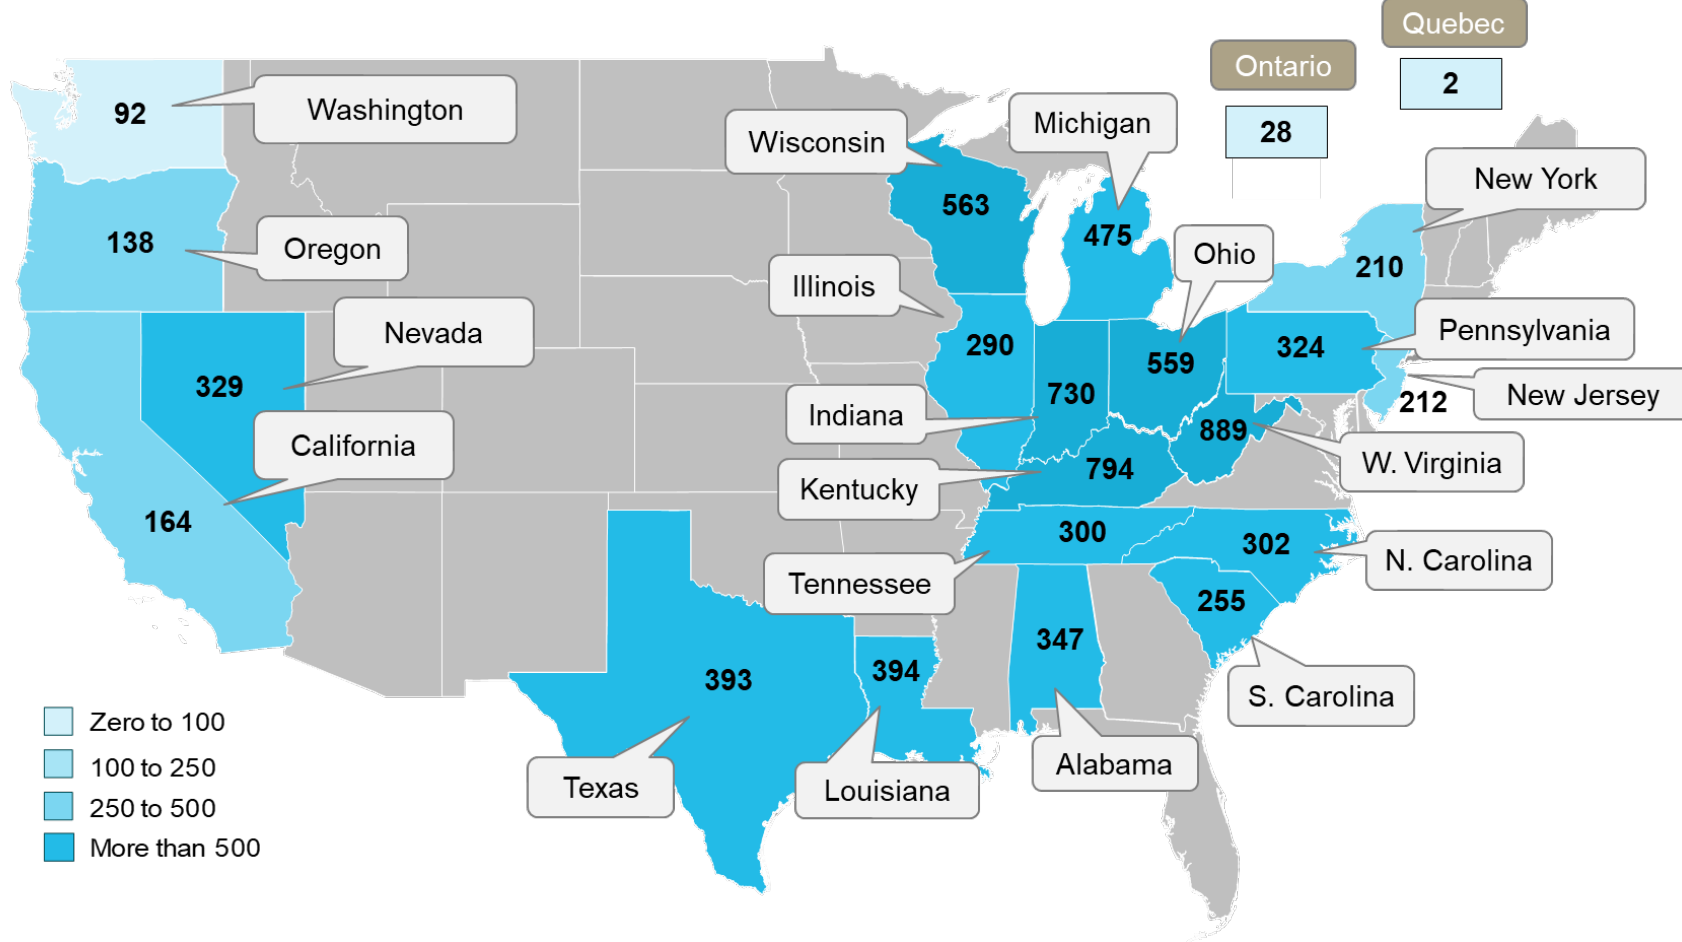 Quebec
2
Ontario
28
Washington
92
Wisconsin
563
Michigan
475
New York
210
Oregon
138
Ohio
559
Illinois
290
Nevada
329
Pennsylvania
324
New Jersey
212
Indiana
730
California
164
W. Virginia
889
Kentucky
794
Tennessee
300
N. Carolina
302
S. Carolina
255
Alabama
347
Louisiana
394
Texas
393
Zero to 100
100 to 250
250 to 500
More than 500